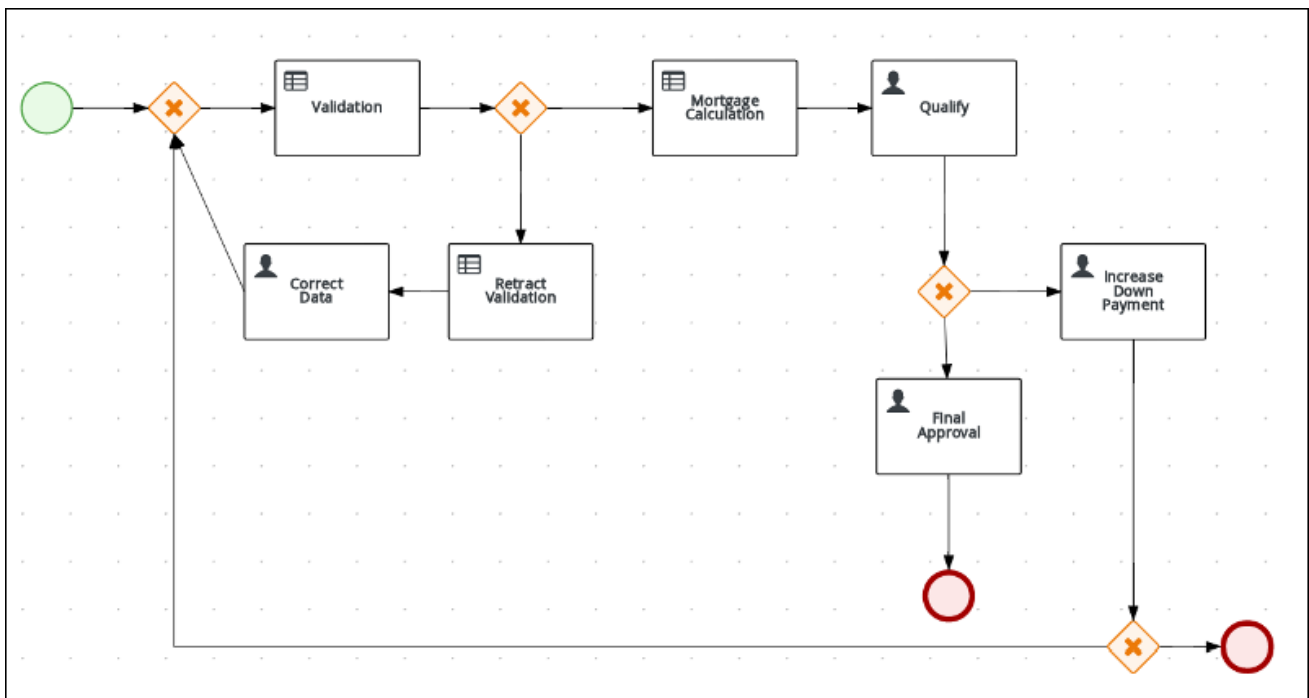 Validation
Mortgage
Calculation
Qualify
Correct
Data
Retract
Validation
Increase
Down
Payment
Final
Approval